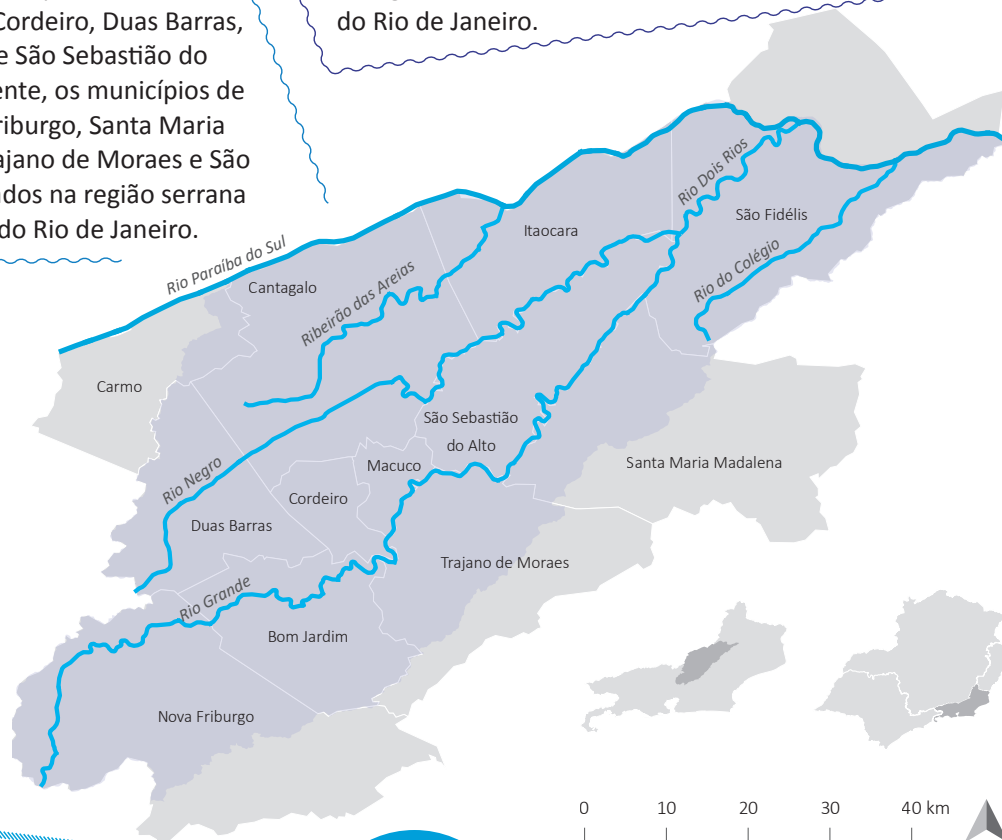 Cordeiro, Duas Barras,
e São Sebastião do
ente, os municípios de
riburgo, Santa Maria
ajano de Moraes e São
ados na região serrana
do Rio de Janeiro.
do Rio de Janeiro.
Rio Paraíba do Sul
Cantagalo
Ribeirão das Areias
Itaocara
Rio Dois Rios
São Fidélis
Rio do Colégio
Carmo
São Sebastião
do Alto
Santa Maria Madalena
Macuco
Rio Negro
Cordeiro
Duas Barras
Trajano de Moraes
Rio Grande
Bom Jardim
Nova Friburgo
0 10 20 30 40 km